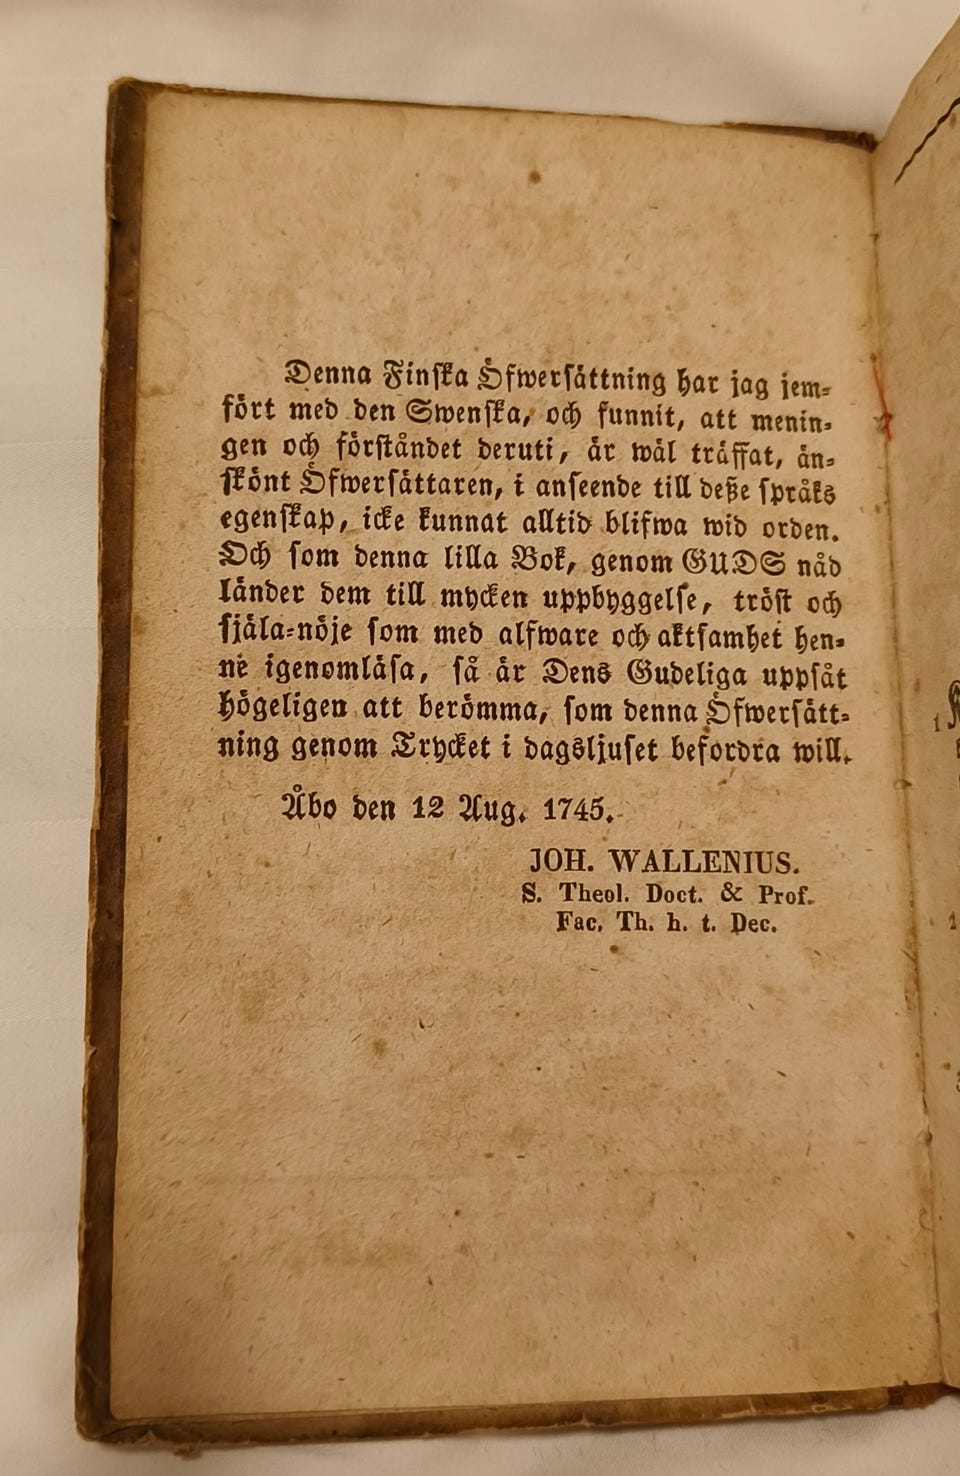 Denna Finska Öfwersättning har jag jem-
fört med den Swenska, och funnit, att menin-
gen och förståndet deruti, är wäl träffat, än-
skönt Öfwersättaren, i anseende till deße språks
egenskap, icke kunnat alltid blifwa wid orden.
Och som denna lilla Bok, genom GUDS nåd
länder dem till mycken uppbyggelse, tröst och
själa-nöje som med alfware och aktsamhet hen-
ne igenomläsa, så är Dens Gudeliga uppsåt
högeligen att berömma, som denna Öfwersätt-
ning genom Trycket i dagsljuset befordra will.
Åbo den 12 Aug. 1745.
JOH. WALLENIUS.
S. Theol. Doct. & Prof.
Fac. Th. h. t. Dec.